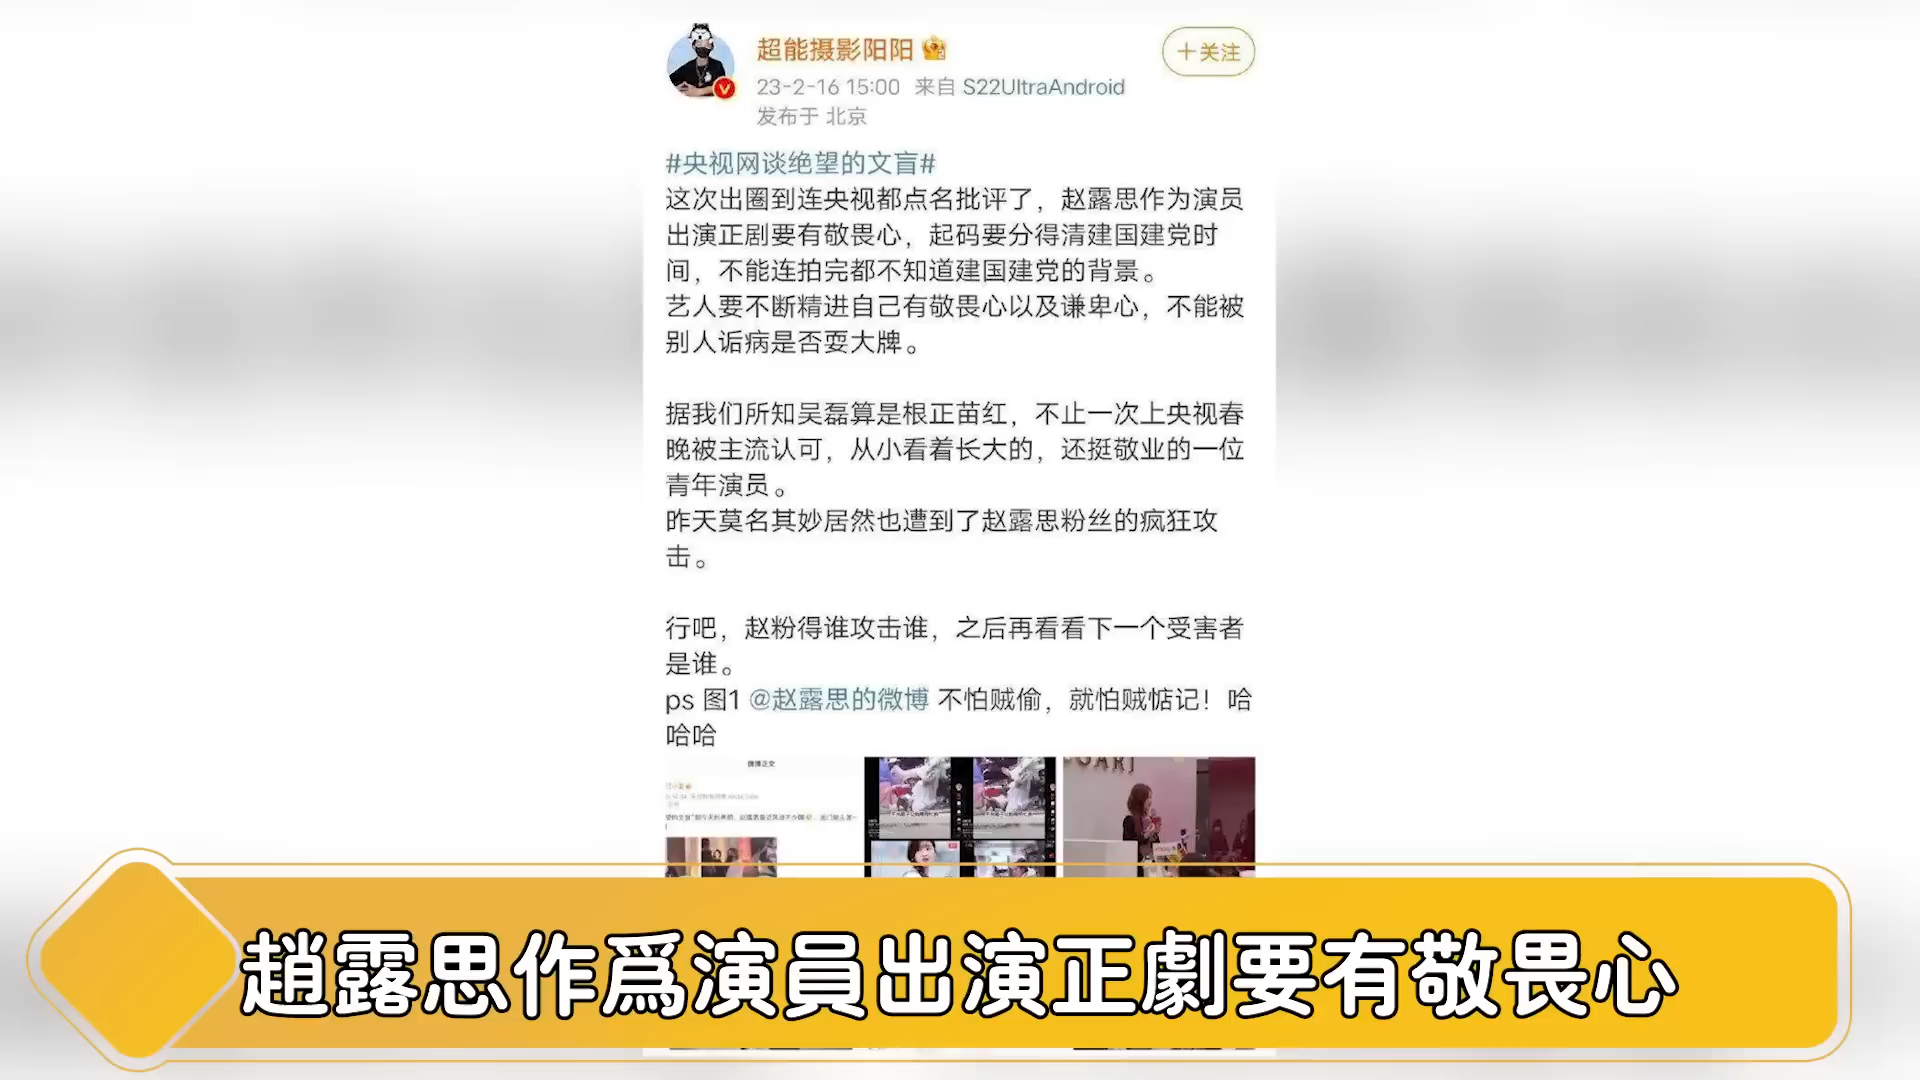 超能摄影阳阳
+关注
23-2-16 15:00 来自 S22UltraAndroid
发布于 北京
#央视网谈绝望的文盲#
这次出圈到连央视都点名批评了，赵露思作为演员
出演正剧要有敬畏心，起码要分得清建国建党时
间，不能连拍完都不知道建国建党的背景。
艺人要不断精进自己有敬畏心以及谦卑心，不能被
别人诟病是否耍大牌。
据我们所知吴磊算是根正苗红，不止一次上央视春
晚被主流认可，从小看着长大的，还挺敬业的一位
青年演员。
昨天莫名其妙居然也遭到了赵露思粉丝的疯狂攻
击。
行吧，赵粉得谁攻击谁，之后再看看下一个受害者
是谁。
ps 图1 @赵露思的微博 不怕贼偷，就怕贼惦记！哈
哈哈
微博正文
趙露思作爲演員出演正劇要有敬畏心